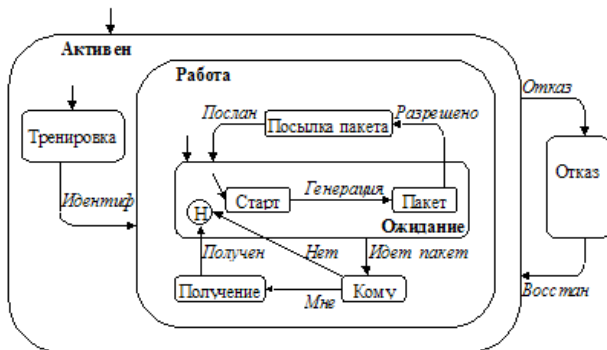 Активен
Работа
Отказ
Послан
Разрешено
Посылка пакета
Тренировка
Отказ
Идентиф
Старт
Генерация
Пакет
Н
Ожидание
Получен
Нет
Идет пакет
Получение
Мне
Кому
Восстан